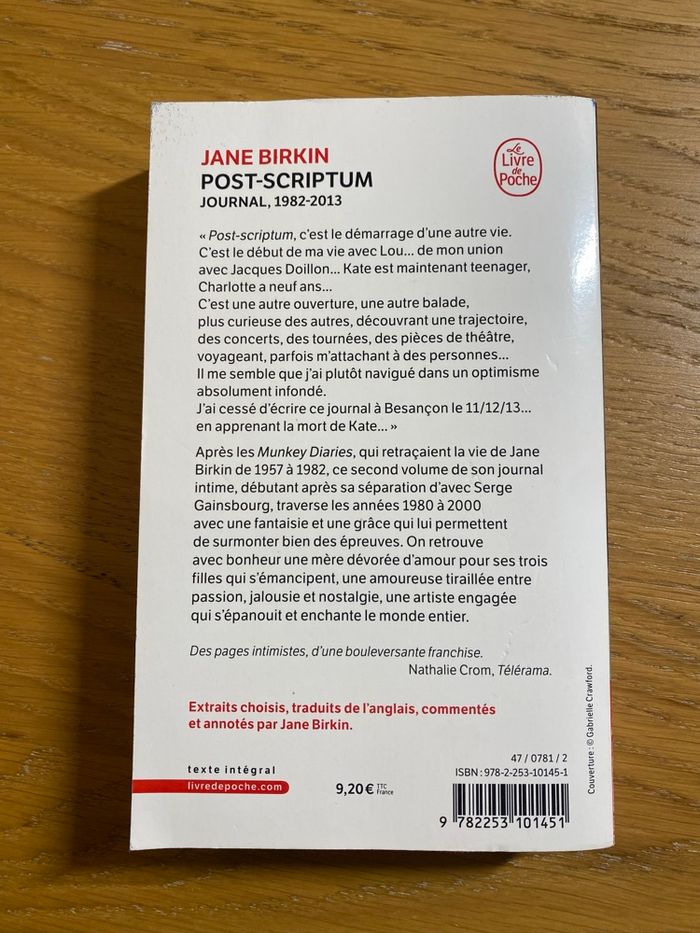 JANE BIRKIN
POST-SCRIPTUM
JOURNAL, 1982-2013
Le
Livre
de
Poche
« Post-scriptum, c'est le démarrage d'une autre vie.
C'est le début de ma vie avec Lou... de mon union
avec Jacques Doillon... Kate est maintenant teenager,
Charlotte a neuf ans...
C'est une autre ouverture, une autre balade,
plus curieuse des autres, découvrant une trajectoire,
des concerts, des tournées, des pièces de théâtre,
voyageant, parfois m'attachant à des personnes...
Il me semble que j'ai plutôt navigué dans un optimisme
absolument infondé.
J'ai cessé d'écrire ce journal à Besançon le 11/12/13...
en apprenant la mort de Kate... »
Après les Munkey Diaries, qui retraçaient la vie de Jane
Birkin de 1957 à 1982, ce second volume de son journal
intime, débutant après sa séparation d'avec Serge
Gainsbourg, traverse les années 1980 à 2000
avec une fantaisie et une grâce qui lui permettent
de surmonter bien des épreuves. On retrouve
avec bonheur une mère dévorée d'amour pour ses trois
filles qui s'émancipent, une amoureuse tiraillée entre
passion, jalousie et nostalgie, une artiste engagée
qui s'épanouit et enchante le monde entier.
Des pages intimistes, d'une bouleversante franchise.
Nathalie Crom, Télérama.
Extraits choisis, traduits de l'anglais, commentés
et annotés par Jane Birkin.
texte intégral
livredepoche.com
9,20 € TTC
France
47 / 0781 / 2
ISBN : 978-2-253-10145-1
9 782253 101451
Couverture : © Gabrielle Crawford.